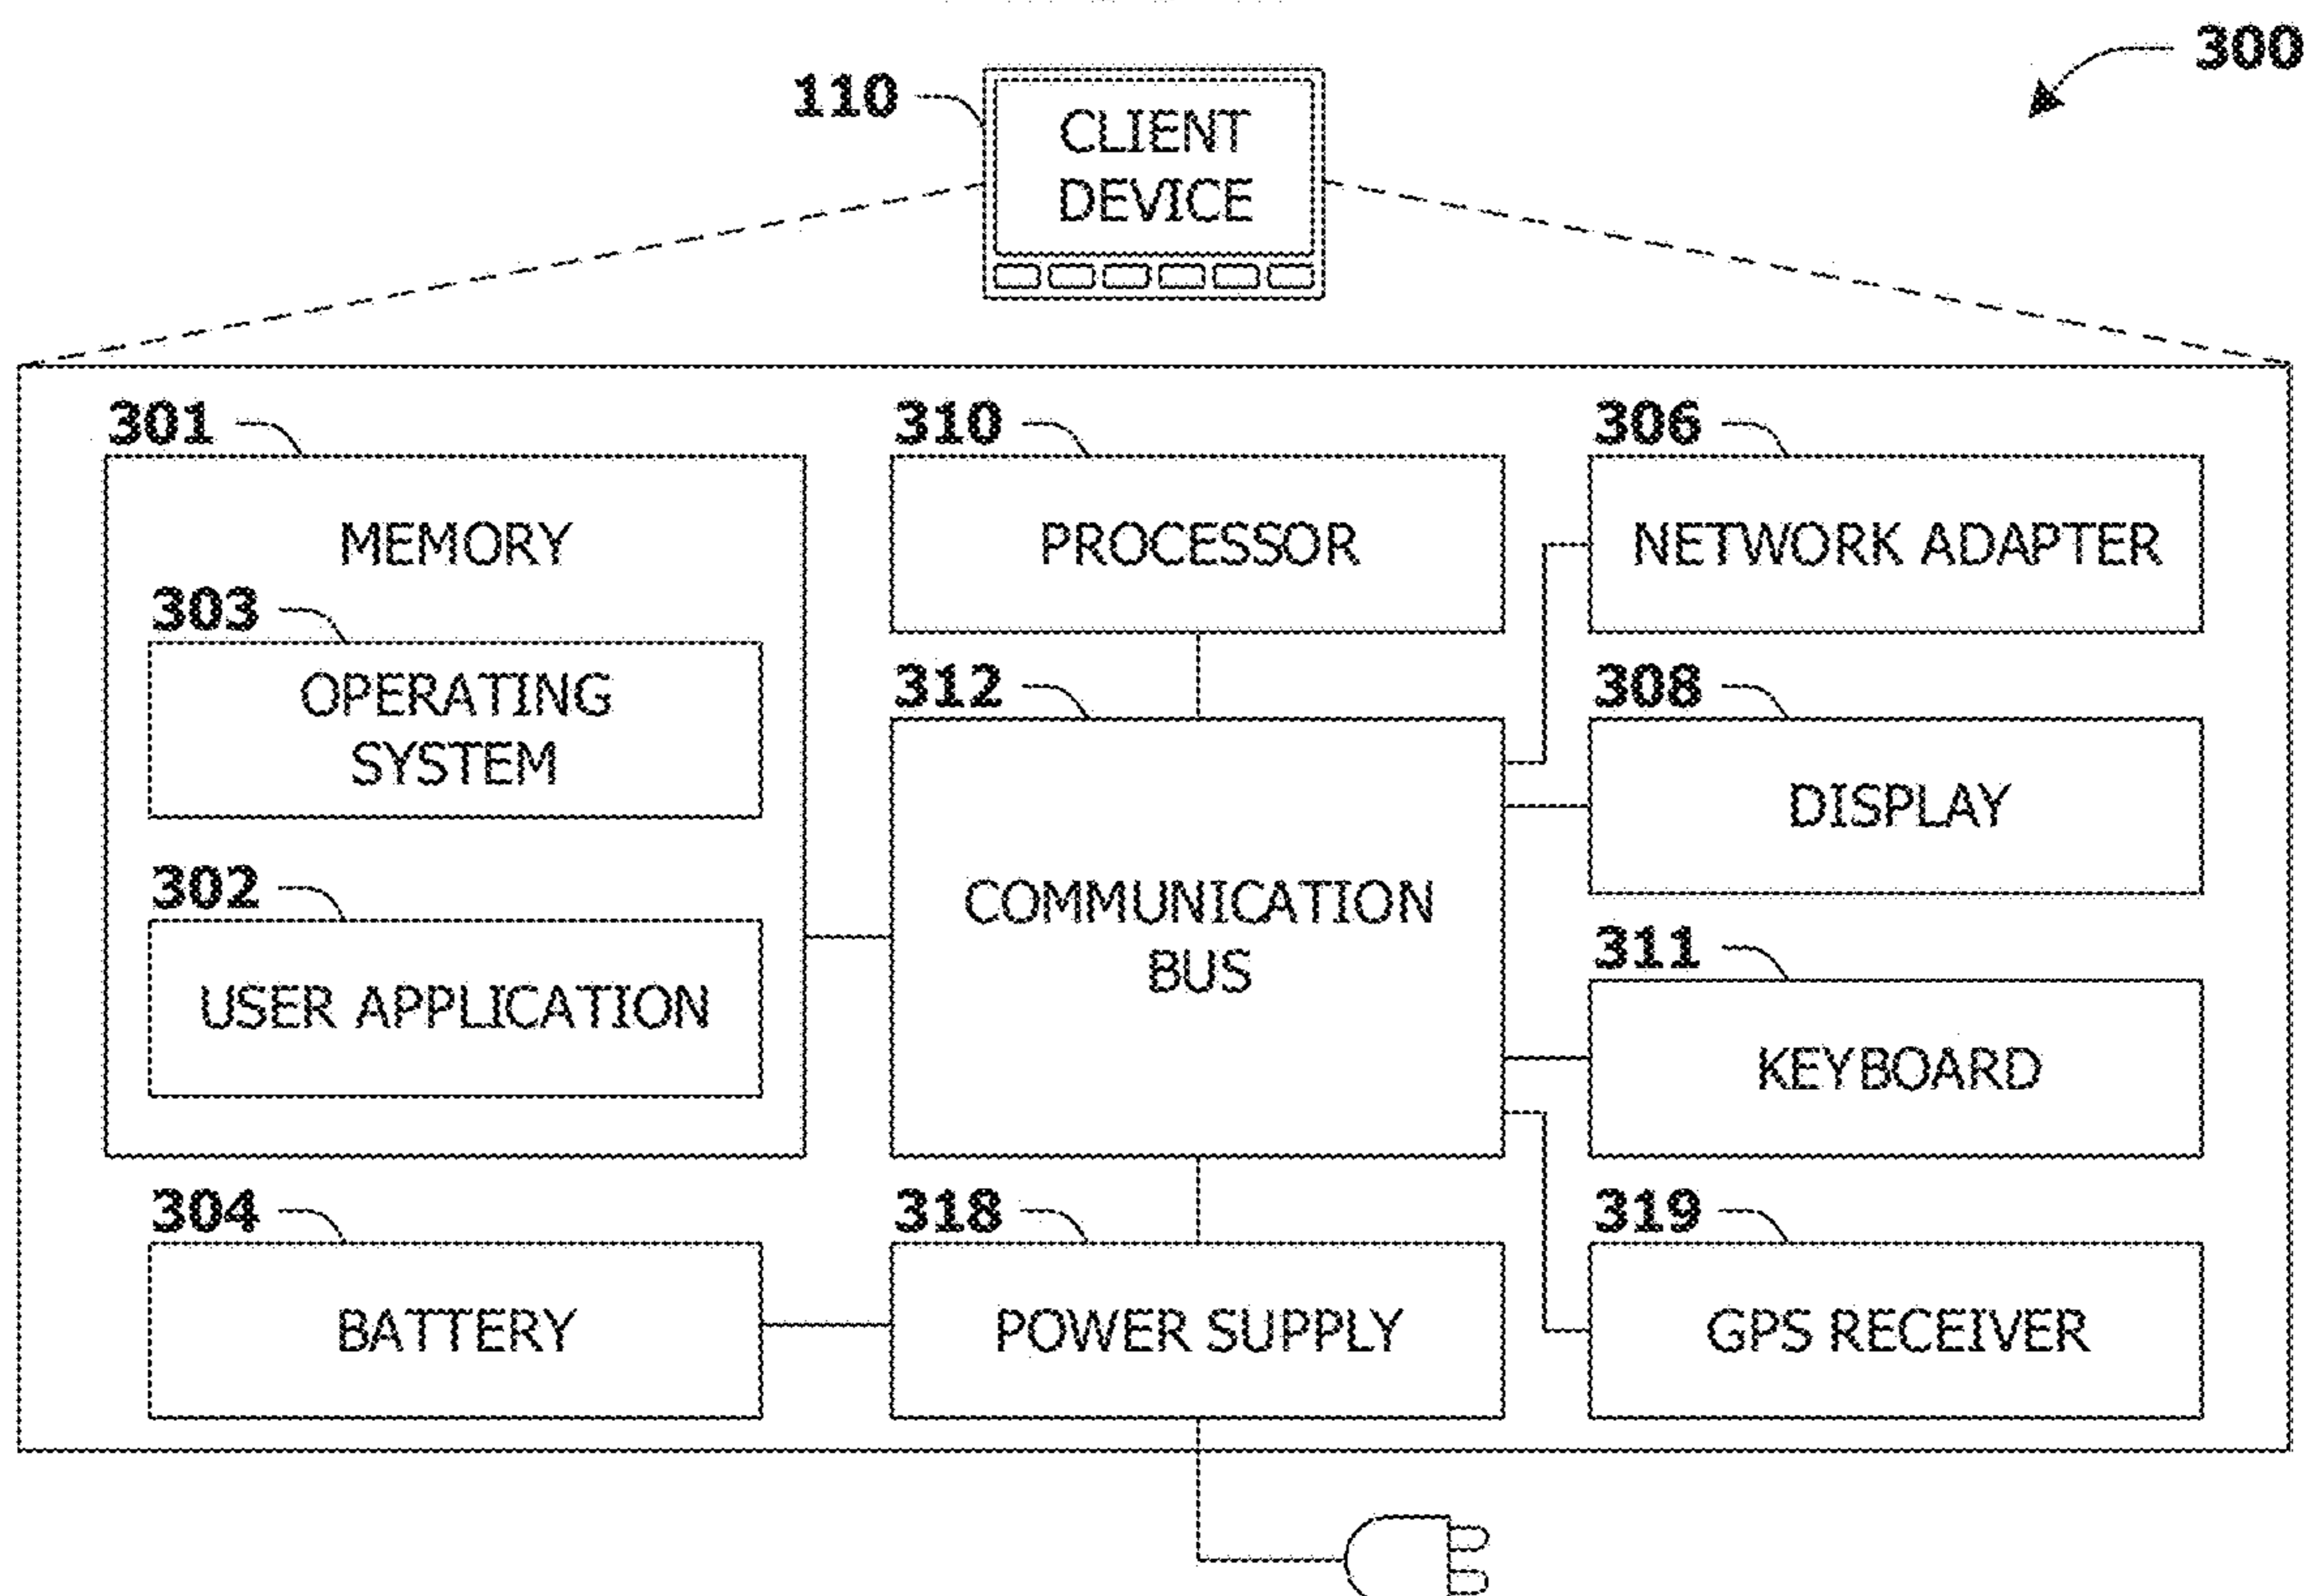 300
110
CLIENT
DEVICE
301
310
306
MEMORY
PROCESSOR
NETWORK ADAPTER
303
OPERATING
SYSTEM
312
308
COMMUNICATION
BUS
DISPLAY
302
USER APPLICATION
311
KEYBOARD
304
318
319
BATTERY
POWER SUPPLY
GPS RECEIVER